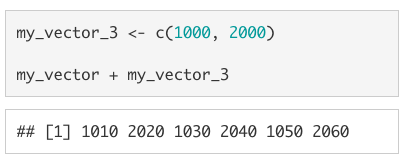 my_vector_3 <- c(1000, 2000)
my_vector + my_vector_3
## [1] 1010 2020 1030 2040 1050 2060